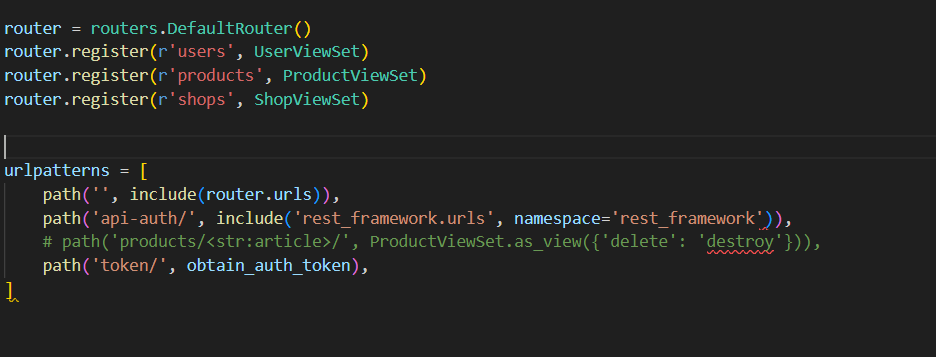 router = routers.DefaultRouter()
router.register(r'users', UserViewSet)
router.register(r'products', ProductViewSet)
router.register(r'shops', ShopViewSet)
urlpatterns = [
    path('', include(router.urls)),
    path('api-auth/', include('rest_framework.urls', namespace='rest_framework')),
    # path('products/<str:article>/', ProductViewSet.as_view({'delete': 'destroy'})),
    path('token/', obtain_auth_token),
]